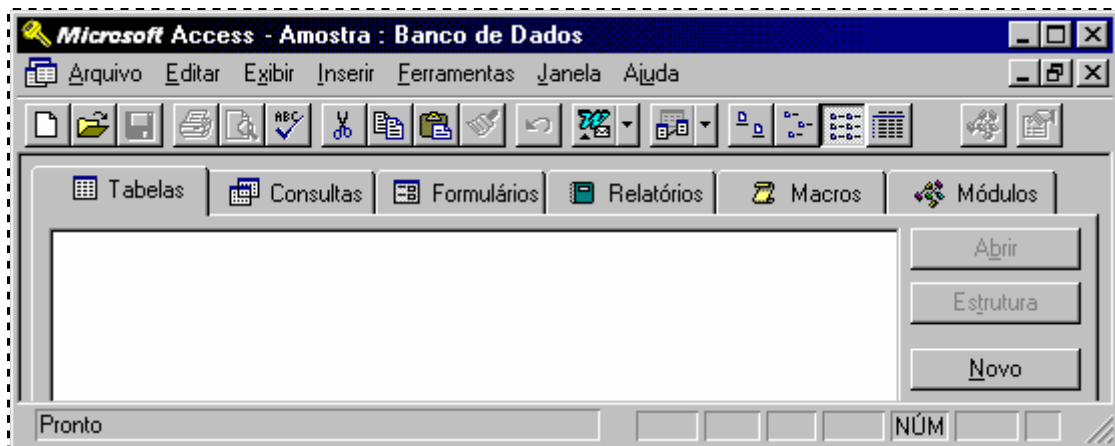 Microsoft Access - Amostra : Banco de Dados
Arquivo Editar Exibir Inserir Ferramentas Janela Ajuda
ABC
Tabelas Consultas Formulários Relatórios Macros Módulos
Abrir
Estrutura
Novo
Pronto NÚM